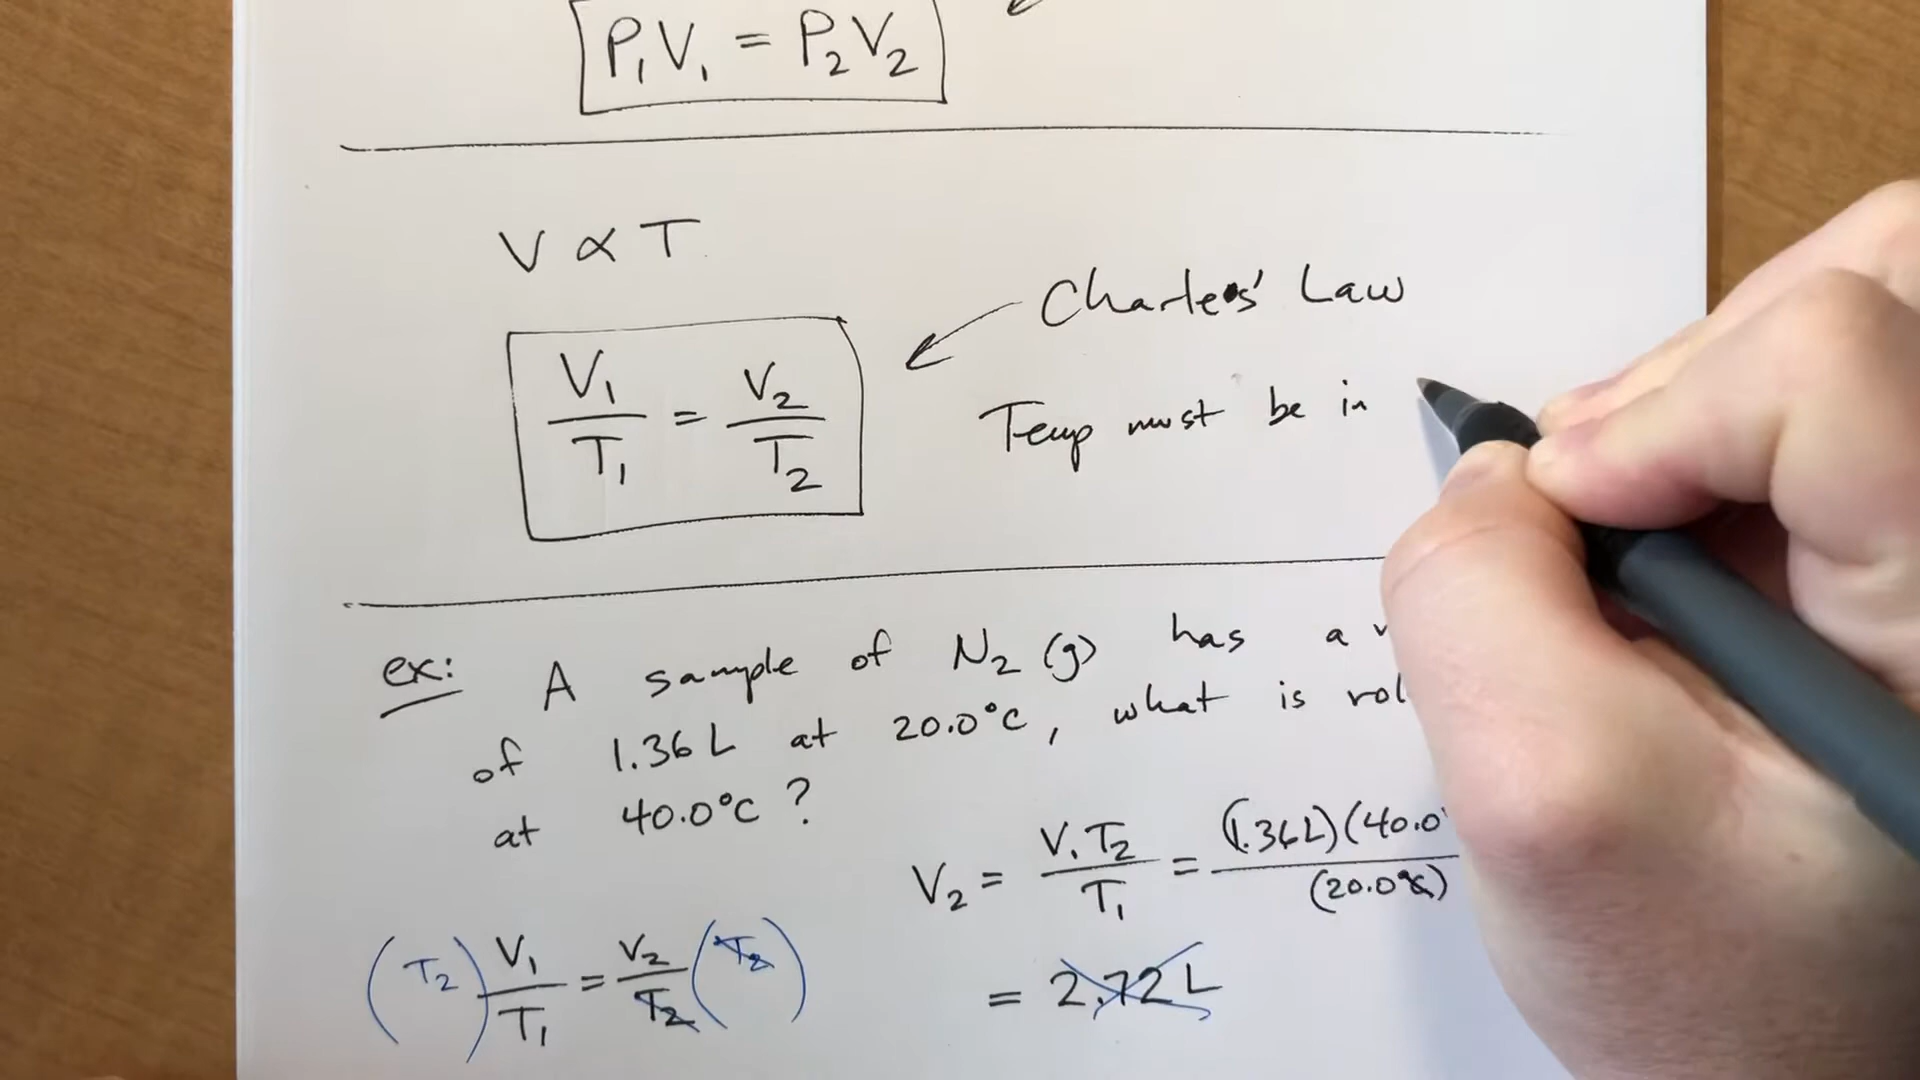 P₁V₁ = P₂V₂
V ∝ T
Charles' Law
V₁/T₁ = V₂/T₂
Temp must be in
ex: A sample of N₂ (g) has a
of 1.36 L at 20.0°C, what is vol
at 40.0°C ?
V₂ = V₁T₂/T₁ = (1.36L)(40.0 / (20.0°C)
(T₂) V₁/T₁ = V₂/T₂ (T₂)
= 2.72 L